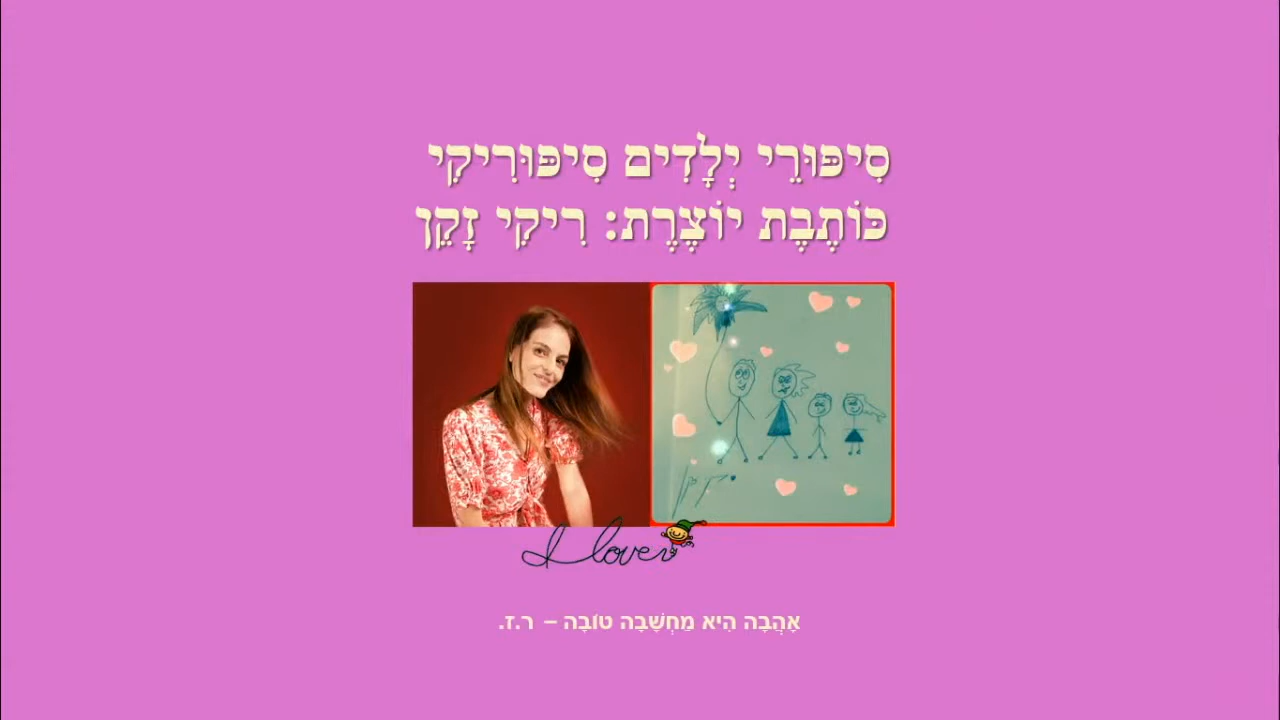 סִיפּוּרֵי יְלָדִים סִיפּוּרִיקִי
כּוֹתֶבֶת יוֹצֶרֶת: רִיקִי זָקֵן
I love
אַהֲבָה הִיא מַחְשָׁבָה טוֹבָה – ר.ז.